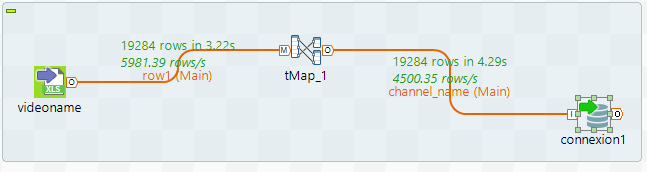 19284 rows in 3.22s
5981.39 rows/s
row1 (Main)
XLS
O
videoname
M
O
tMap_1
19284 rows in 4.29s
4500.35 rows/s
channel_name (Main)
I
O
connexion1